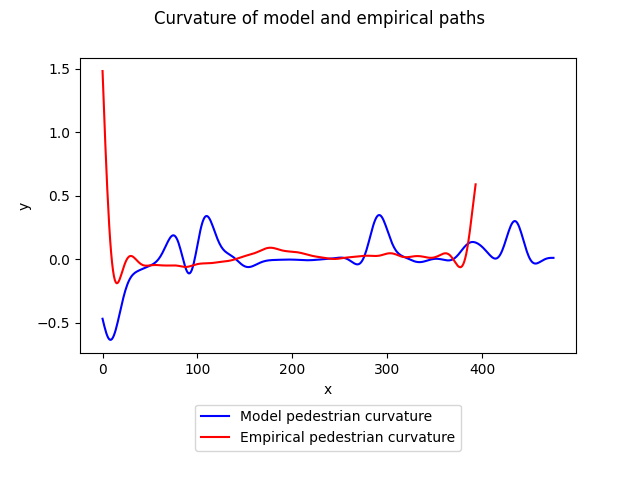 Curvature of model and empirical paths
1.5
1.0
0.5
0.0
−0.5
y
0 100 200 300 400
x
Model pedestrian curvature
Empirical pedestrian curvature